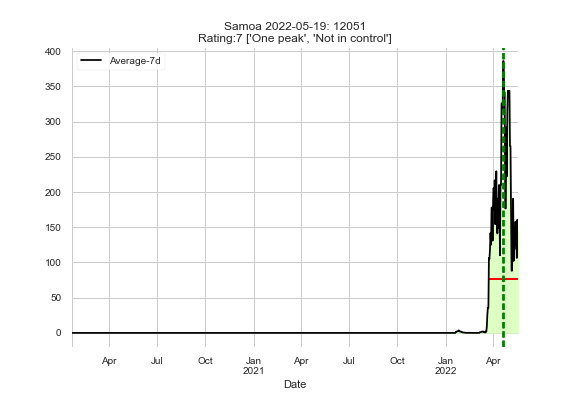 Samoa 2022-05-19: 12051
Rating:7 ['One peak', 'Not in control']
Average-7d
400
350
300
250
200
150
100
50
0
Apr Jul Oct Jan Apr Jul Oct Jan Apr
2021 2022
Date